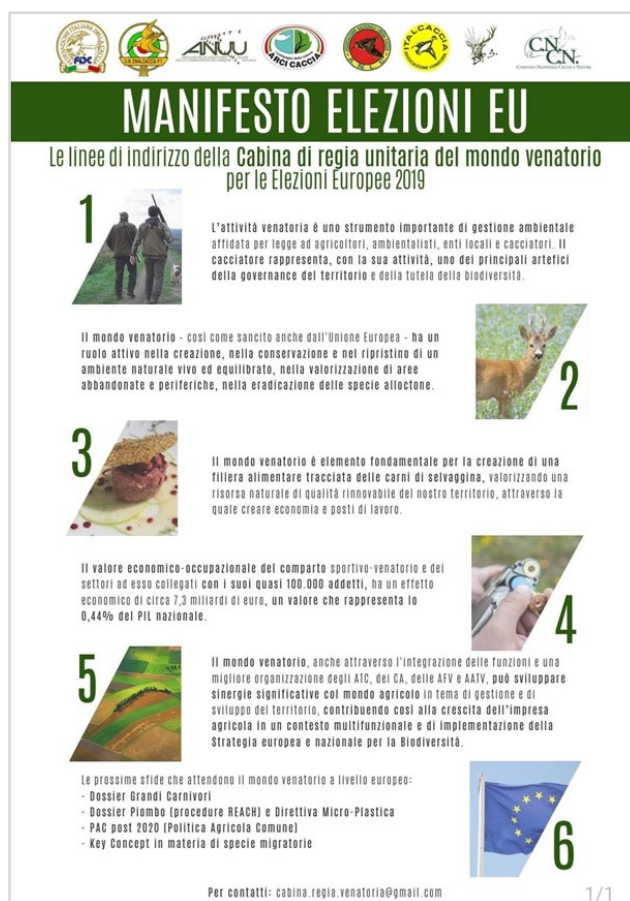 FEDERAZIONE ITALIANA DELLA CACCIA
FIDC
U.N. ENALCACCIA P.T.
ANUU
ARCI CACCIA
ITALCACCIA
E.P.S.
C.N.
C.N.
COMITATO NAZIONALE CACCIA E NATURA
MANIFESTO ELEZIONI EU
Le linee di indirizzo della Cabina di regia unitaria del mondo venatorio
per le Elezioni Europee 2019
1
L'attività venatoria è uno strumento importante di gestione ambientale
affidata per legge ad agricoltori, ambientalisti, enti locali e cacciatori. Il
cacciatore rappresenta, con la sua attività, uno dei principali artefici
della governance del territorio e della tutela della biodiversità.
Il mondo venatorio - così come sancito anche dall'Unione Europea - ha un
ruolo attivo nella creazione, nella conservazione e nel ripristino di un
ambiente naturale vivo ed equilibrato, nella valorizzazione di aree
abbandonate e periferiche, nella eradicazione delle specie alloctone.
2
3
Il mondo venatorio è elemento fondamentale per la creazione di una
filiera alimentare tracciata delle carni di selvaggina, valorizzando una
risorsa naturale di qualità rinnovabile del nostro territorio, attraverso la
quale creare economia e posti di lavoro.
Il valore economico-occupazionale del comparto sportivo-venatorio e dei
settori ad esso collegati con i suoi quasi 100.000 addetti, ha un effetto
economico di circa 7,3 miliardi di euro, un valore che rappresenta lo
0,44% del PIL nazionale.
4
5
Il mondo venatorio, anche attraverso l'integrazione delle funzioni e una
migliore organizzazione degli ATC, dei CA, delle AFV e AATV, può sviluppare
sinergie significative col mondo agricolo in tema di gestione e di
sviluppo del territorio, contribuendo così alla crescita dell'impresa
agricola in un contesto multifunzionale e di implementazione della
Strategia europea e nazionale per la Biodiversità.
Le prossime sfide che attendono il mondo venatorio a livello europeo:
- Dossier Grandi Carnivori
- Dossier Piombo (procedure REACH) e Direttiva Micro-Plastica
- PAC post 2020 (Politica Agricola Comune)
- Key Concept in materia di specie migratorie
6
Per contatti: cabina.regia.venatoria@gmail.com
1/1